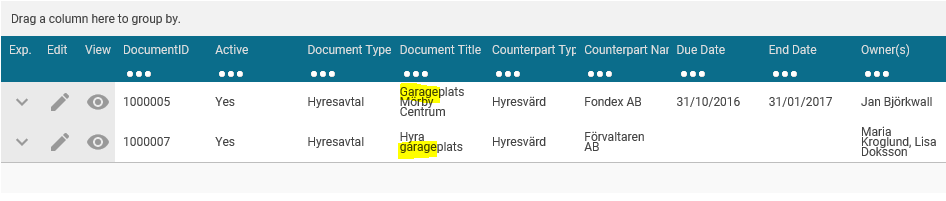 Drag a column here to group by.
Exp. Edit View DocumentID Active Document Type Document Title Counterpart Typ Counterpart Nar Due Date End Date Owner(s)
1000005 Yes Hyresavtal Garageplats Mörby Centrum Hyresvärd Fondex AB 31/10/2016 31/01/2017 Jan Björkwall
1000007 Yes Hyresavtal Hyra garageplats Hyresvärd Förvaltaren AB Maria Kroglund, Lisa Doksson